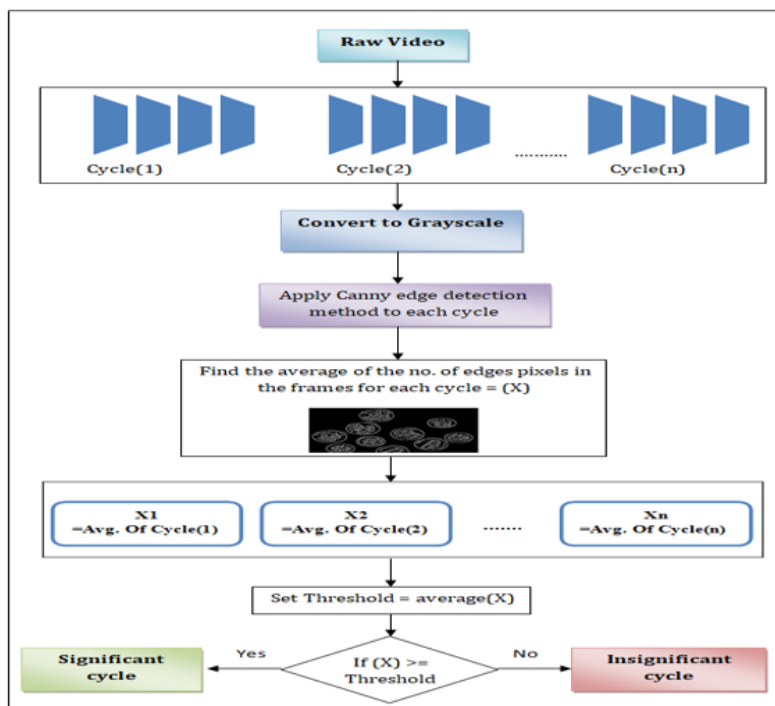 Raw Video
Cycle(1)
Cycle(2)
...........
Cycle(n)
Convert to Grayscale
Apply Canny edge detection
method to each cycle
Find the average of the no. of edges pixels in
the frames for each cycle = (X)
X1
=Avg. Of Cycle(1)
X2
=Avg. Of Cycle(2)
.......
Xn
=Avg. Of Cycle(n)
Set Threshold = average(X)
If (X) >=
Threshold
Yes
No
Significant
cycle
Insignificant
cycle